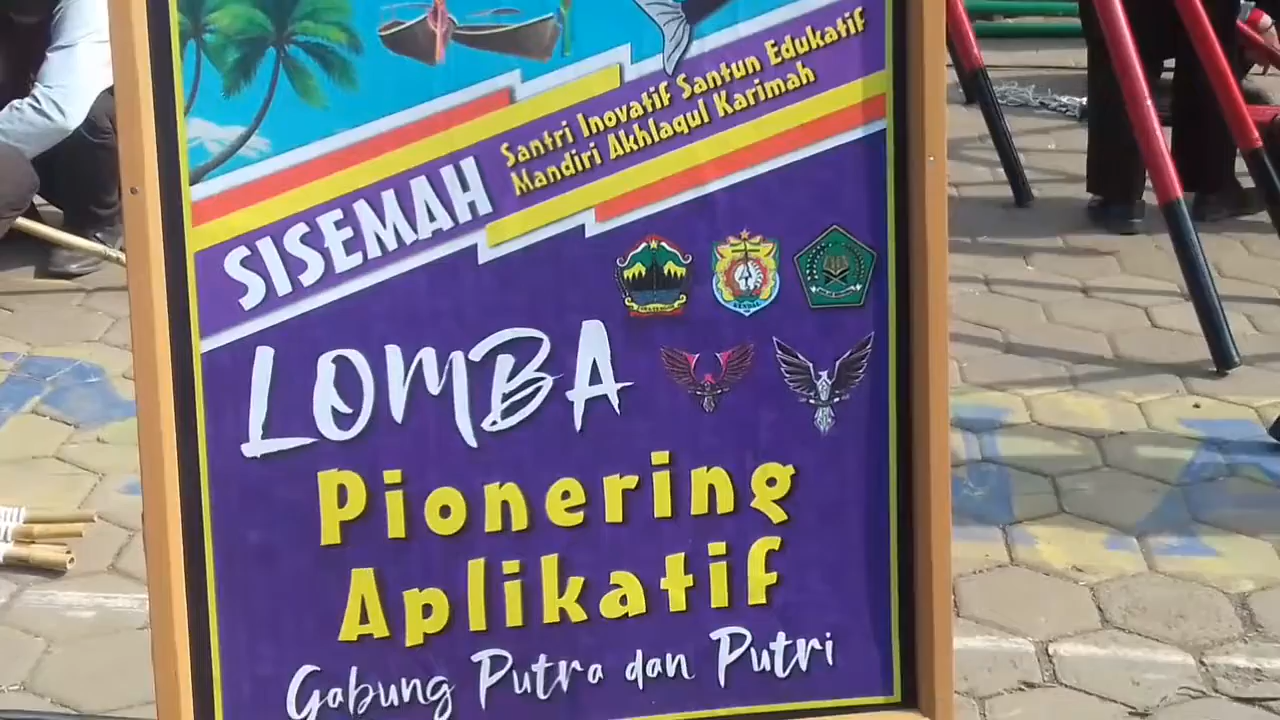 SISEMAH
Santri Inovatif Santun Edukatif
Mandiri Akhlaqul Karimah
LOMBA
Pionering
Aplikatif
Gabung Putra dan Putri